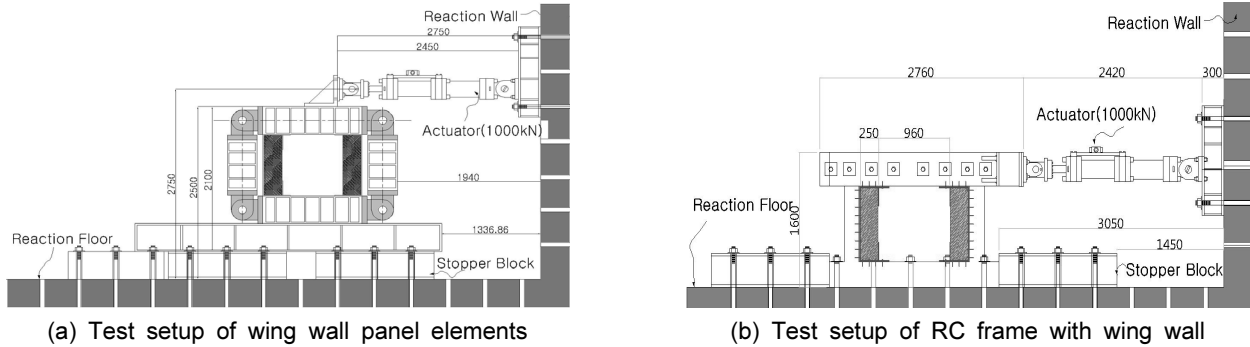 Reaction Wall
2750
2450
Actuator(1000kN)
2750
2500
2100
1940
Reaction Floor
1336.86
Stopper Block
(a) Test setup of wing wall panel elements
Reaction Wall
2760
2420
300
Actuator(1000kN)
250
960
1600
Reaction Floor
3050
1450
Stopper Block
(b) Test setup of RC frame with wing wall